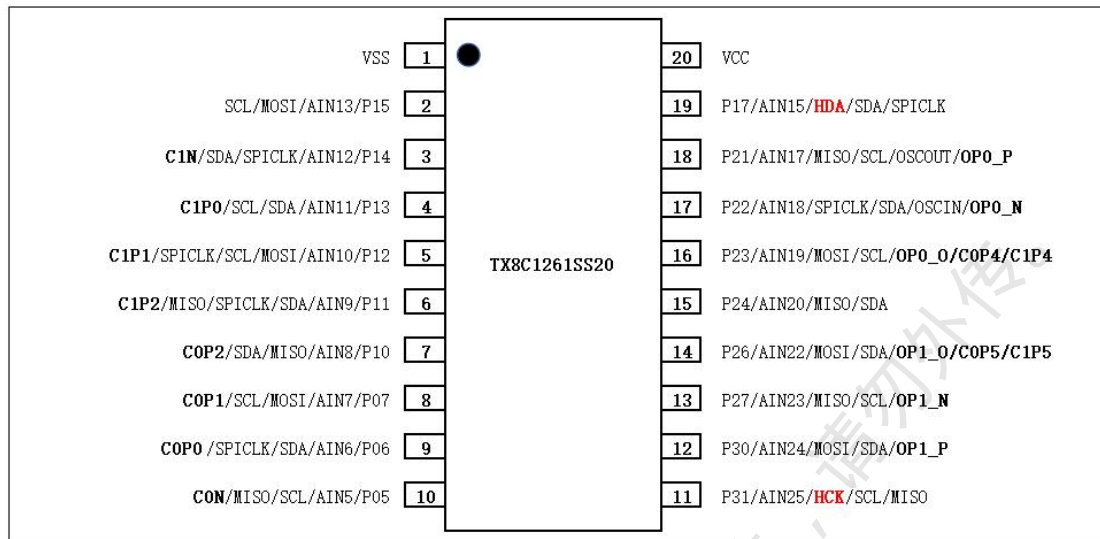 VSS 1 20 VCC
SCL/MOSI/AIN13/P15 2 19 P17/AIN15/HDA/SDA/SPICLK
C1N/SDA/SPICLK/AIN12/P14 3 18 P21/AIN17/MISO/SCL/OSCOUT/OP0_P
C1P0/SCL/SDA/AIN11/P13 4 17 P22/AIN18/SPICLK/SDA/OSCIN/OP0_N
C1P1/SPICLK/SCL/MOSI/AIN10/P12 5 16 P23/AIN19/MOSI/SCL/OP0_O/C0P4/C1P4
TX8C1261SS20
C1P2/MISO/SPICLK/SDA/AIN9/P11 6 15 P24/AIN20/MISO/SDA
C0P2/SDA/MISO/AIN8/P10 7 14 P26/AIN22/MOSI/SDA/OP1_O/C0P5/C1P5
C0P1/SCL/MOSI/AIN7/P07 8 13 P27/AIN23/MISO/SCL/OP1_N
C0P0 /SPICLK/SDA/AIN6/P06 9 12 P30/AIN24/MOSI/SDA/OP1_P
C0N/MISO/SCL/AIN5/P05 10 11 P31/AIN25/HCK/SCL/MISO
,请勿外传。